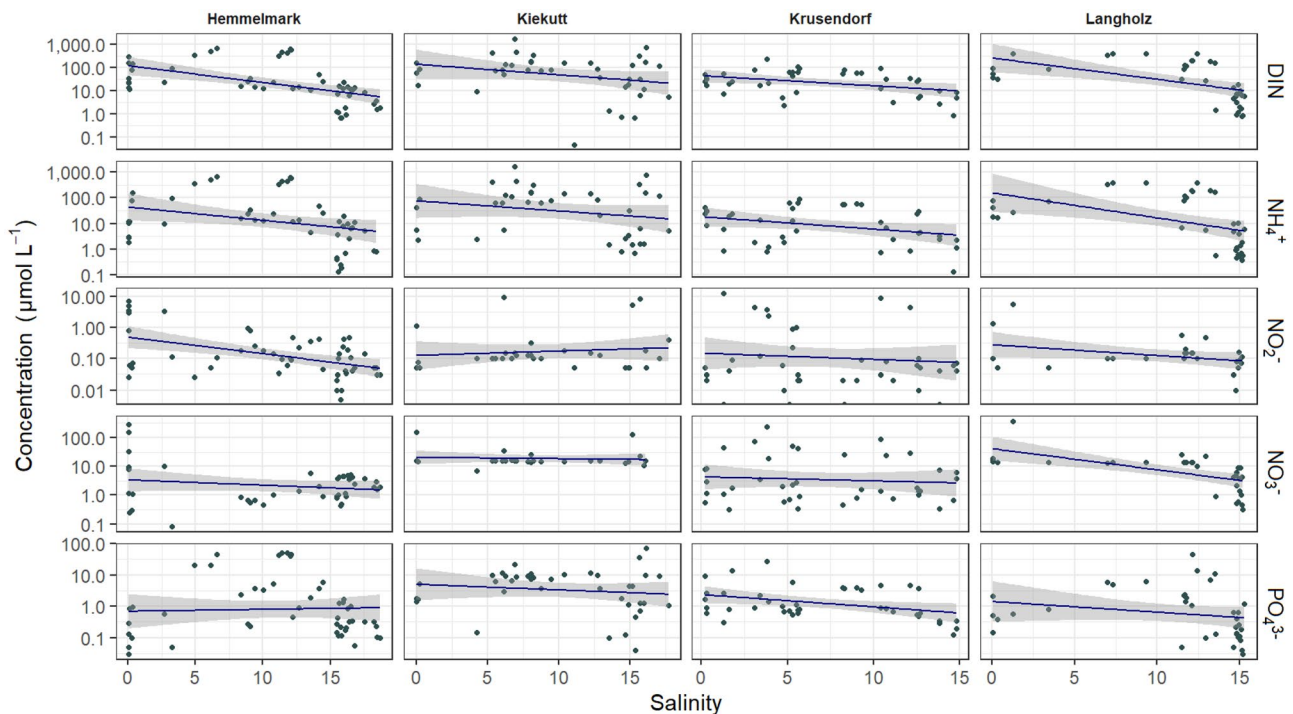 Hemmelmark Kiekutt Krusendorf Langholz
1,000.0
100.0
10.0
1.0
0.1
DIN
1,000.0
100.0
10.0
1.0
0.1
NH₄⁺
10.00
1.00
0.10
0.01
NO₂⁻
100.0
10.0
1.0
0.1
NO₃⁻
100.0
10.0
1.0
0.1
PO₄³⁻
Concentration (µmol L⁻¹)
0 5 10 15 0 5 10 15 0 5 10 15 0 5 10 15
Salinity